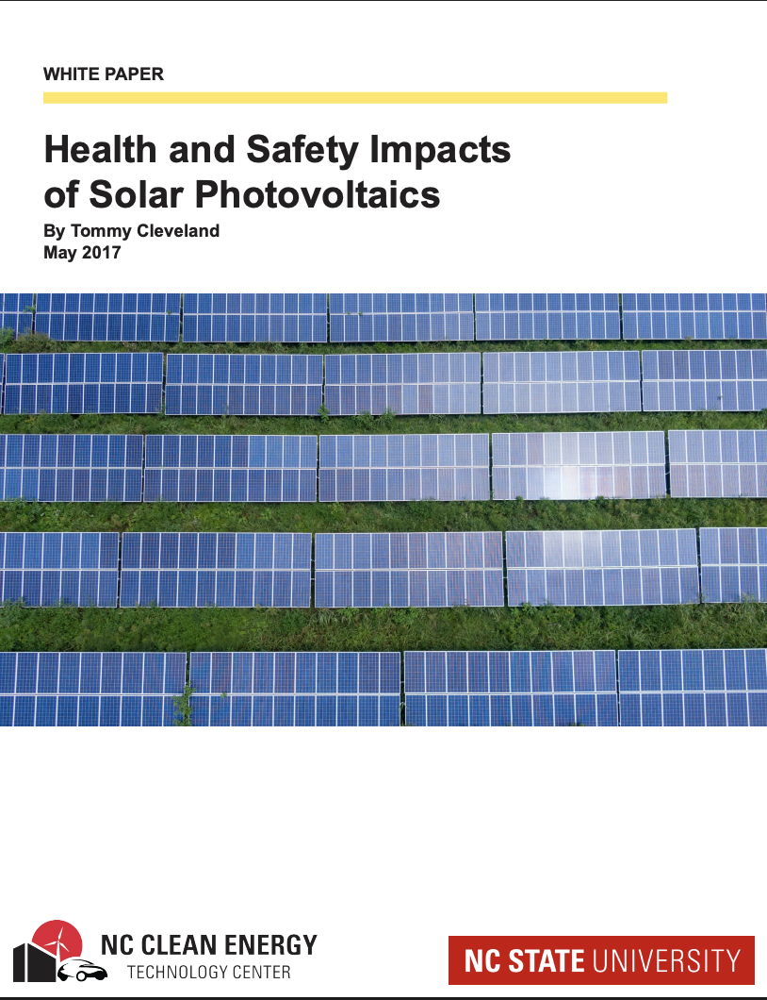 WHITE PAPER
Health and Safety Impacts
of Solar Photovoltaics
By Tommy Cleveland
May 2017
NC CLEAN ENERGY
TECHNOLOGY CENTER
NC STATE UNIVERSITY